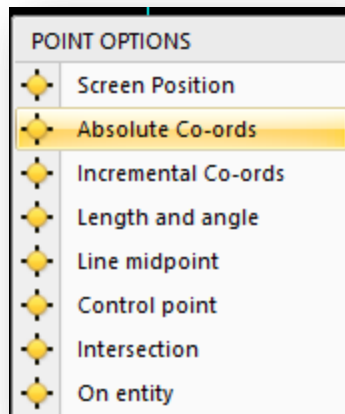 POINT OPTIONS
Screen Position
Absolute Co-ords
Incremental Co-ords
Length and angle
Line midpoint
Control point
Intersection
On entity